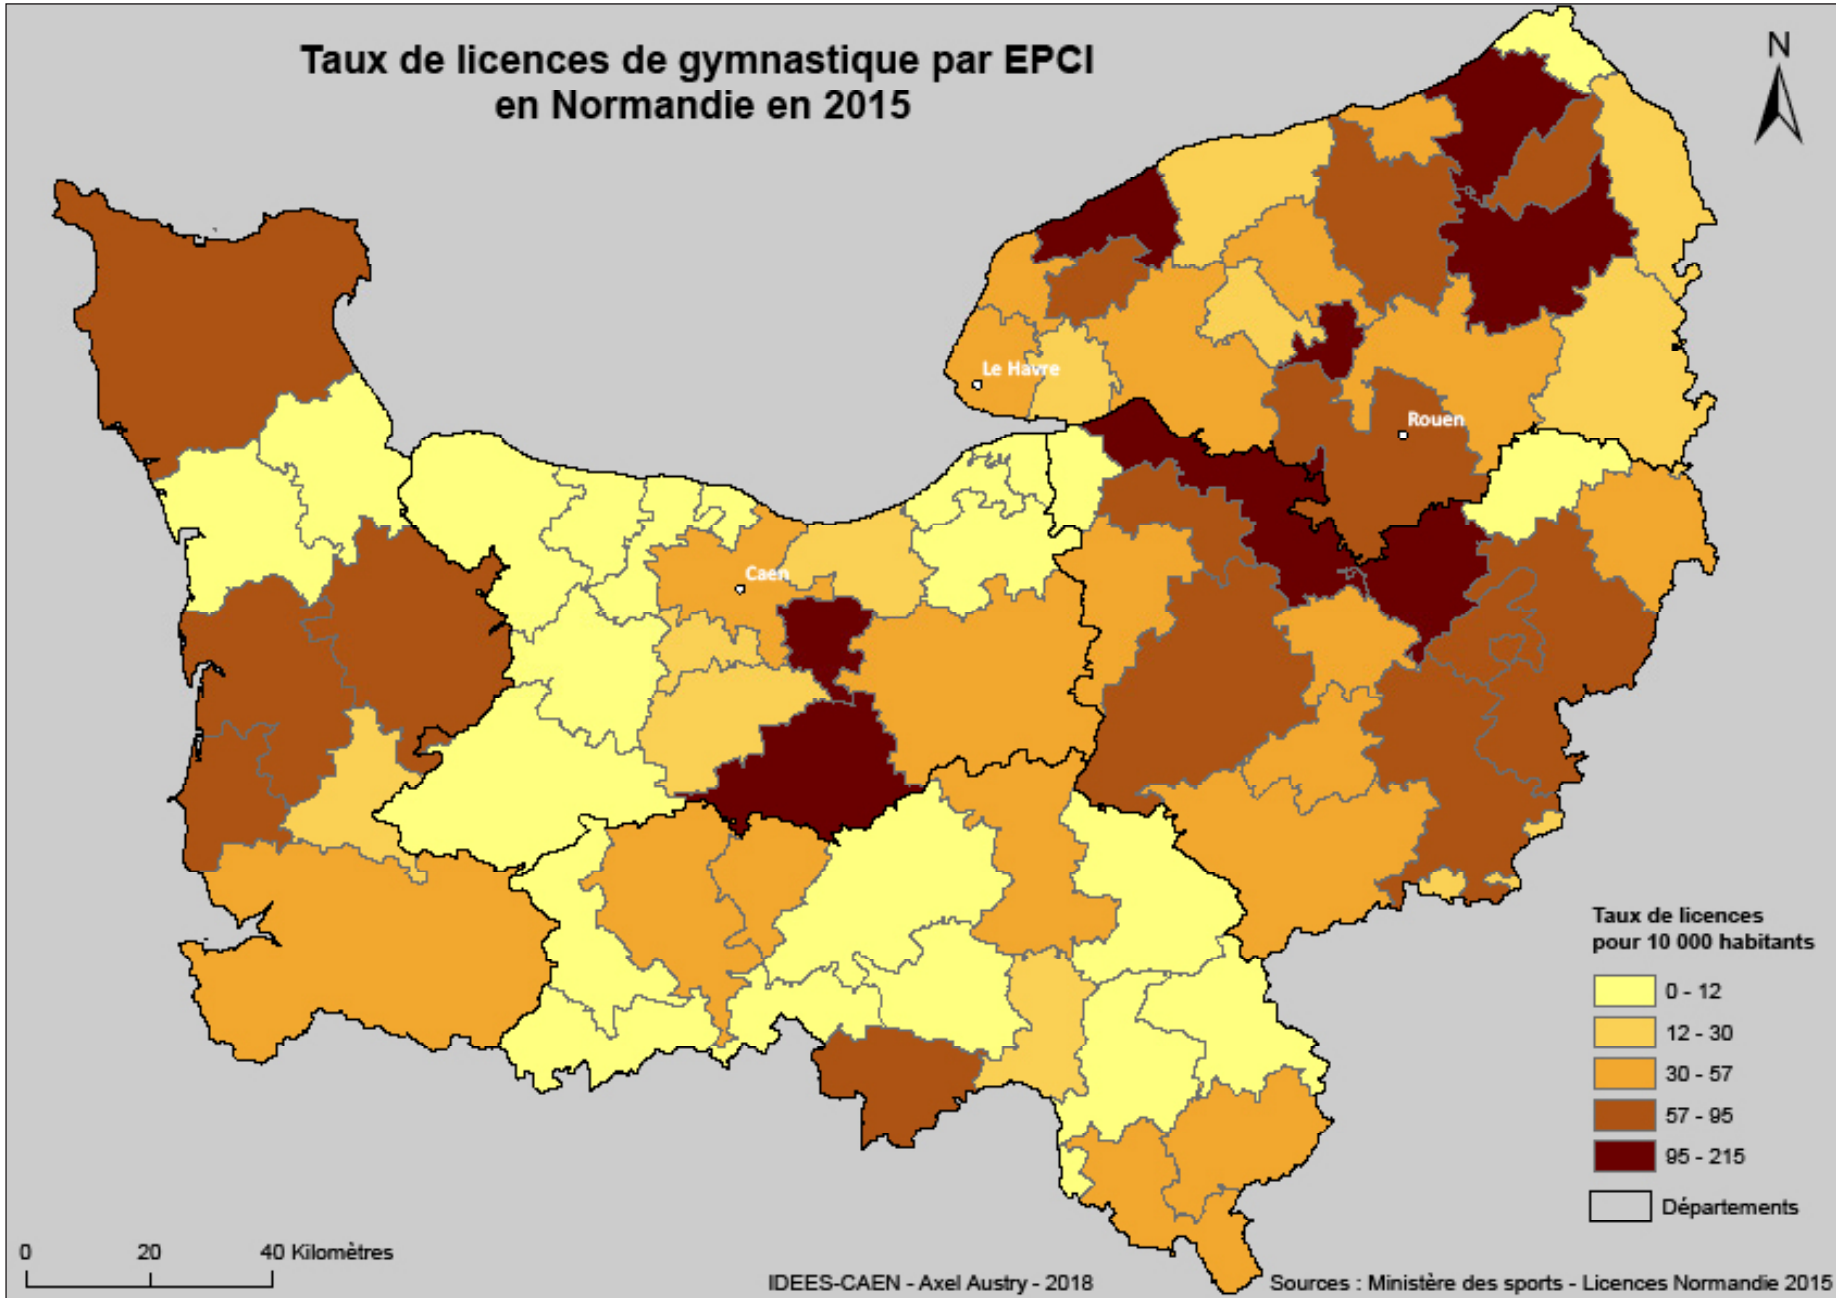 Taux de licences de gymnastique par EPCI
en Normandie en 2015
N
Le Havre
Rouen
Caen
Taux de licences
pour 10 000 habitants
0 - 12
12 - 30
30 - 57
57 - 95
95 - 215
Départements
0 20 40 Kilomètres
IDEES-CAEN - Axel Austry - 2018
Sources : Ministère des sports - Licences Normandie 2015